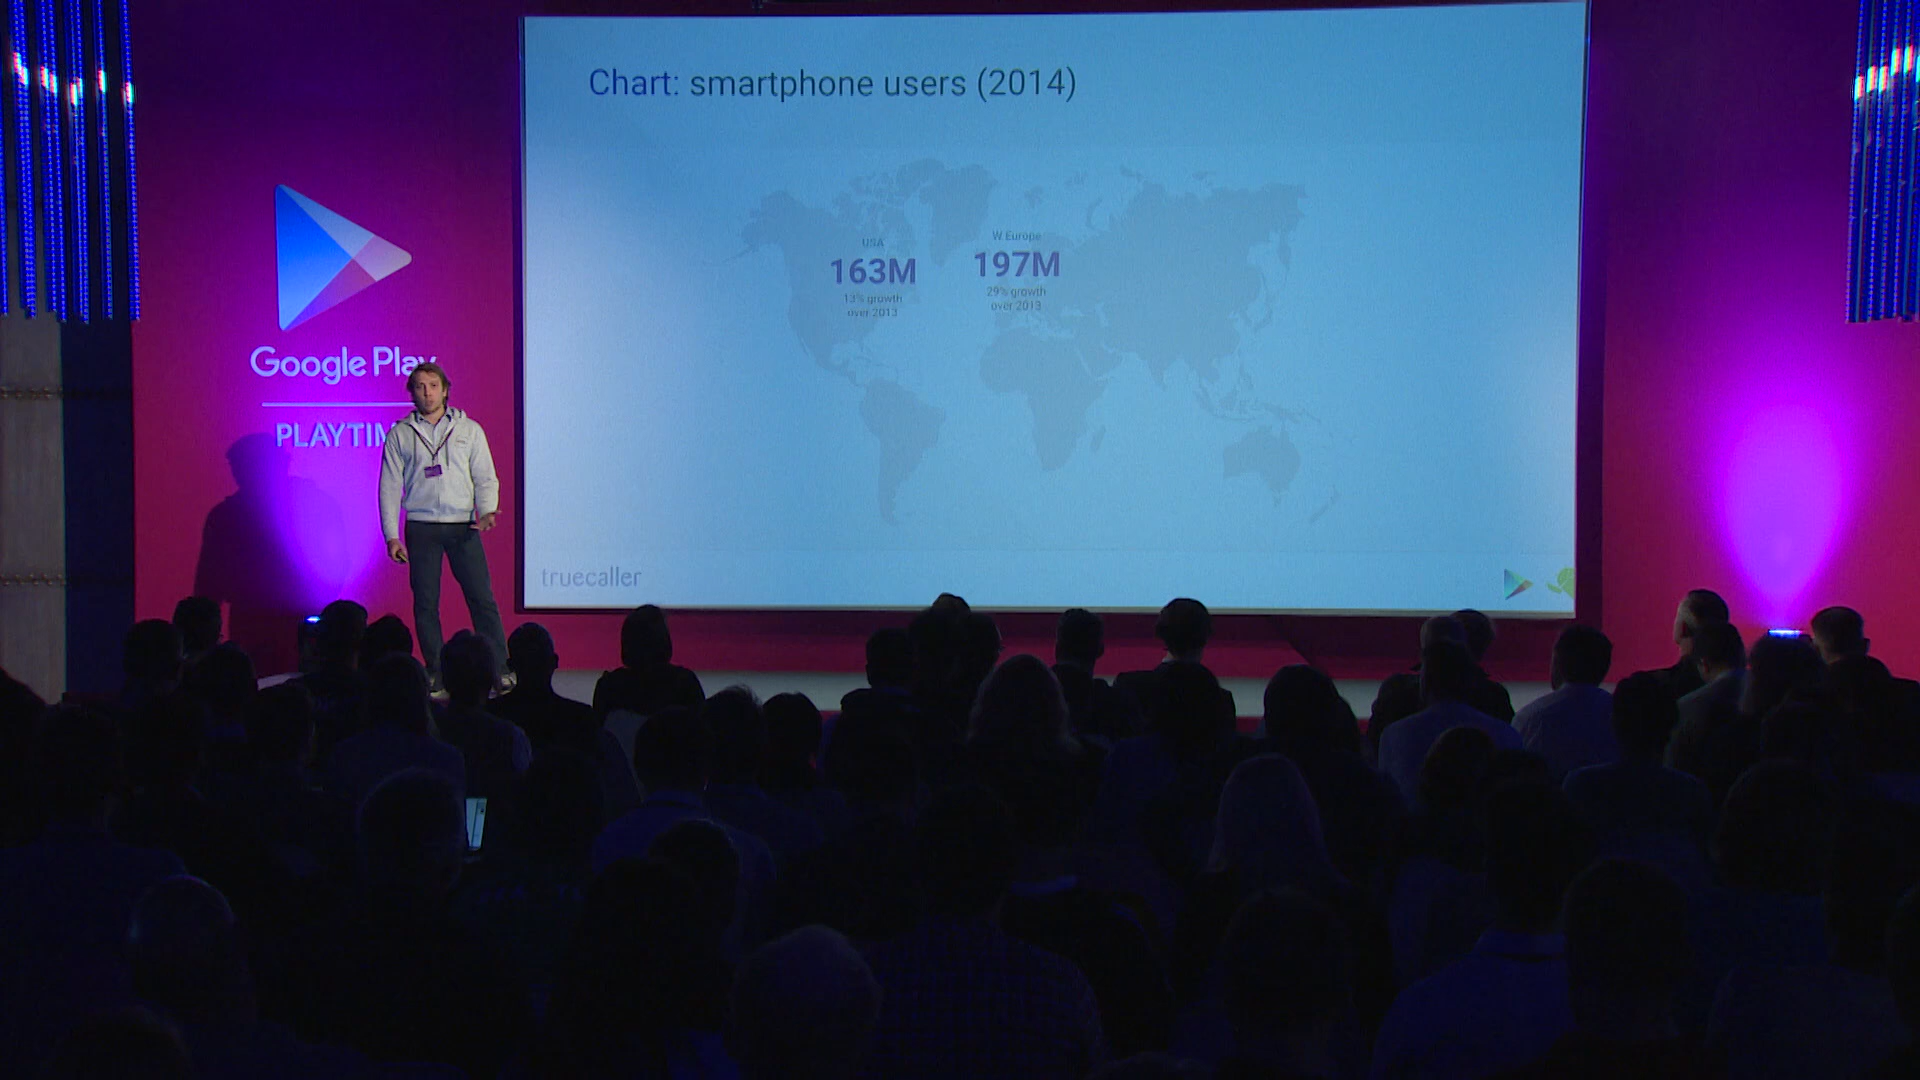 Chart: smartphone users (2014)
USA
163M
13% growth
over 2013
W Europe
197M
29% growth
over 2013
truecaller
Google Play
PLAYTIM